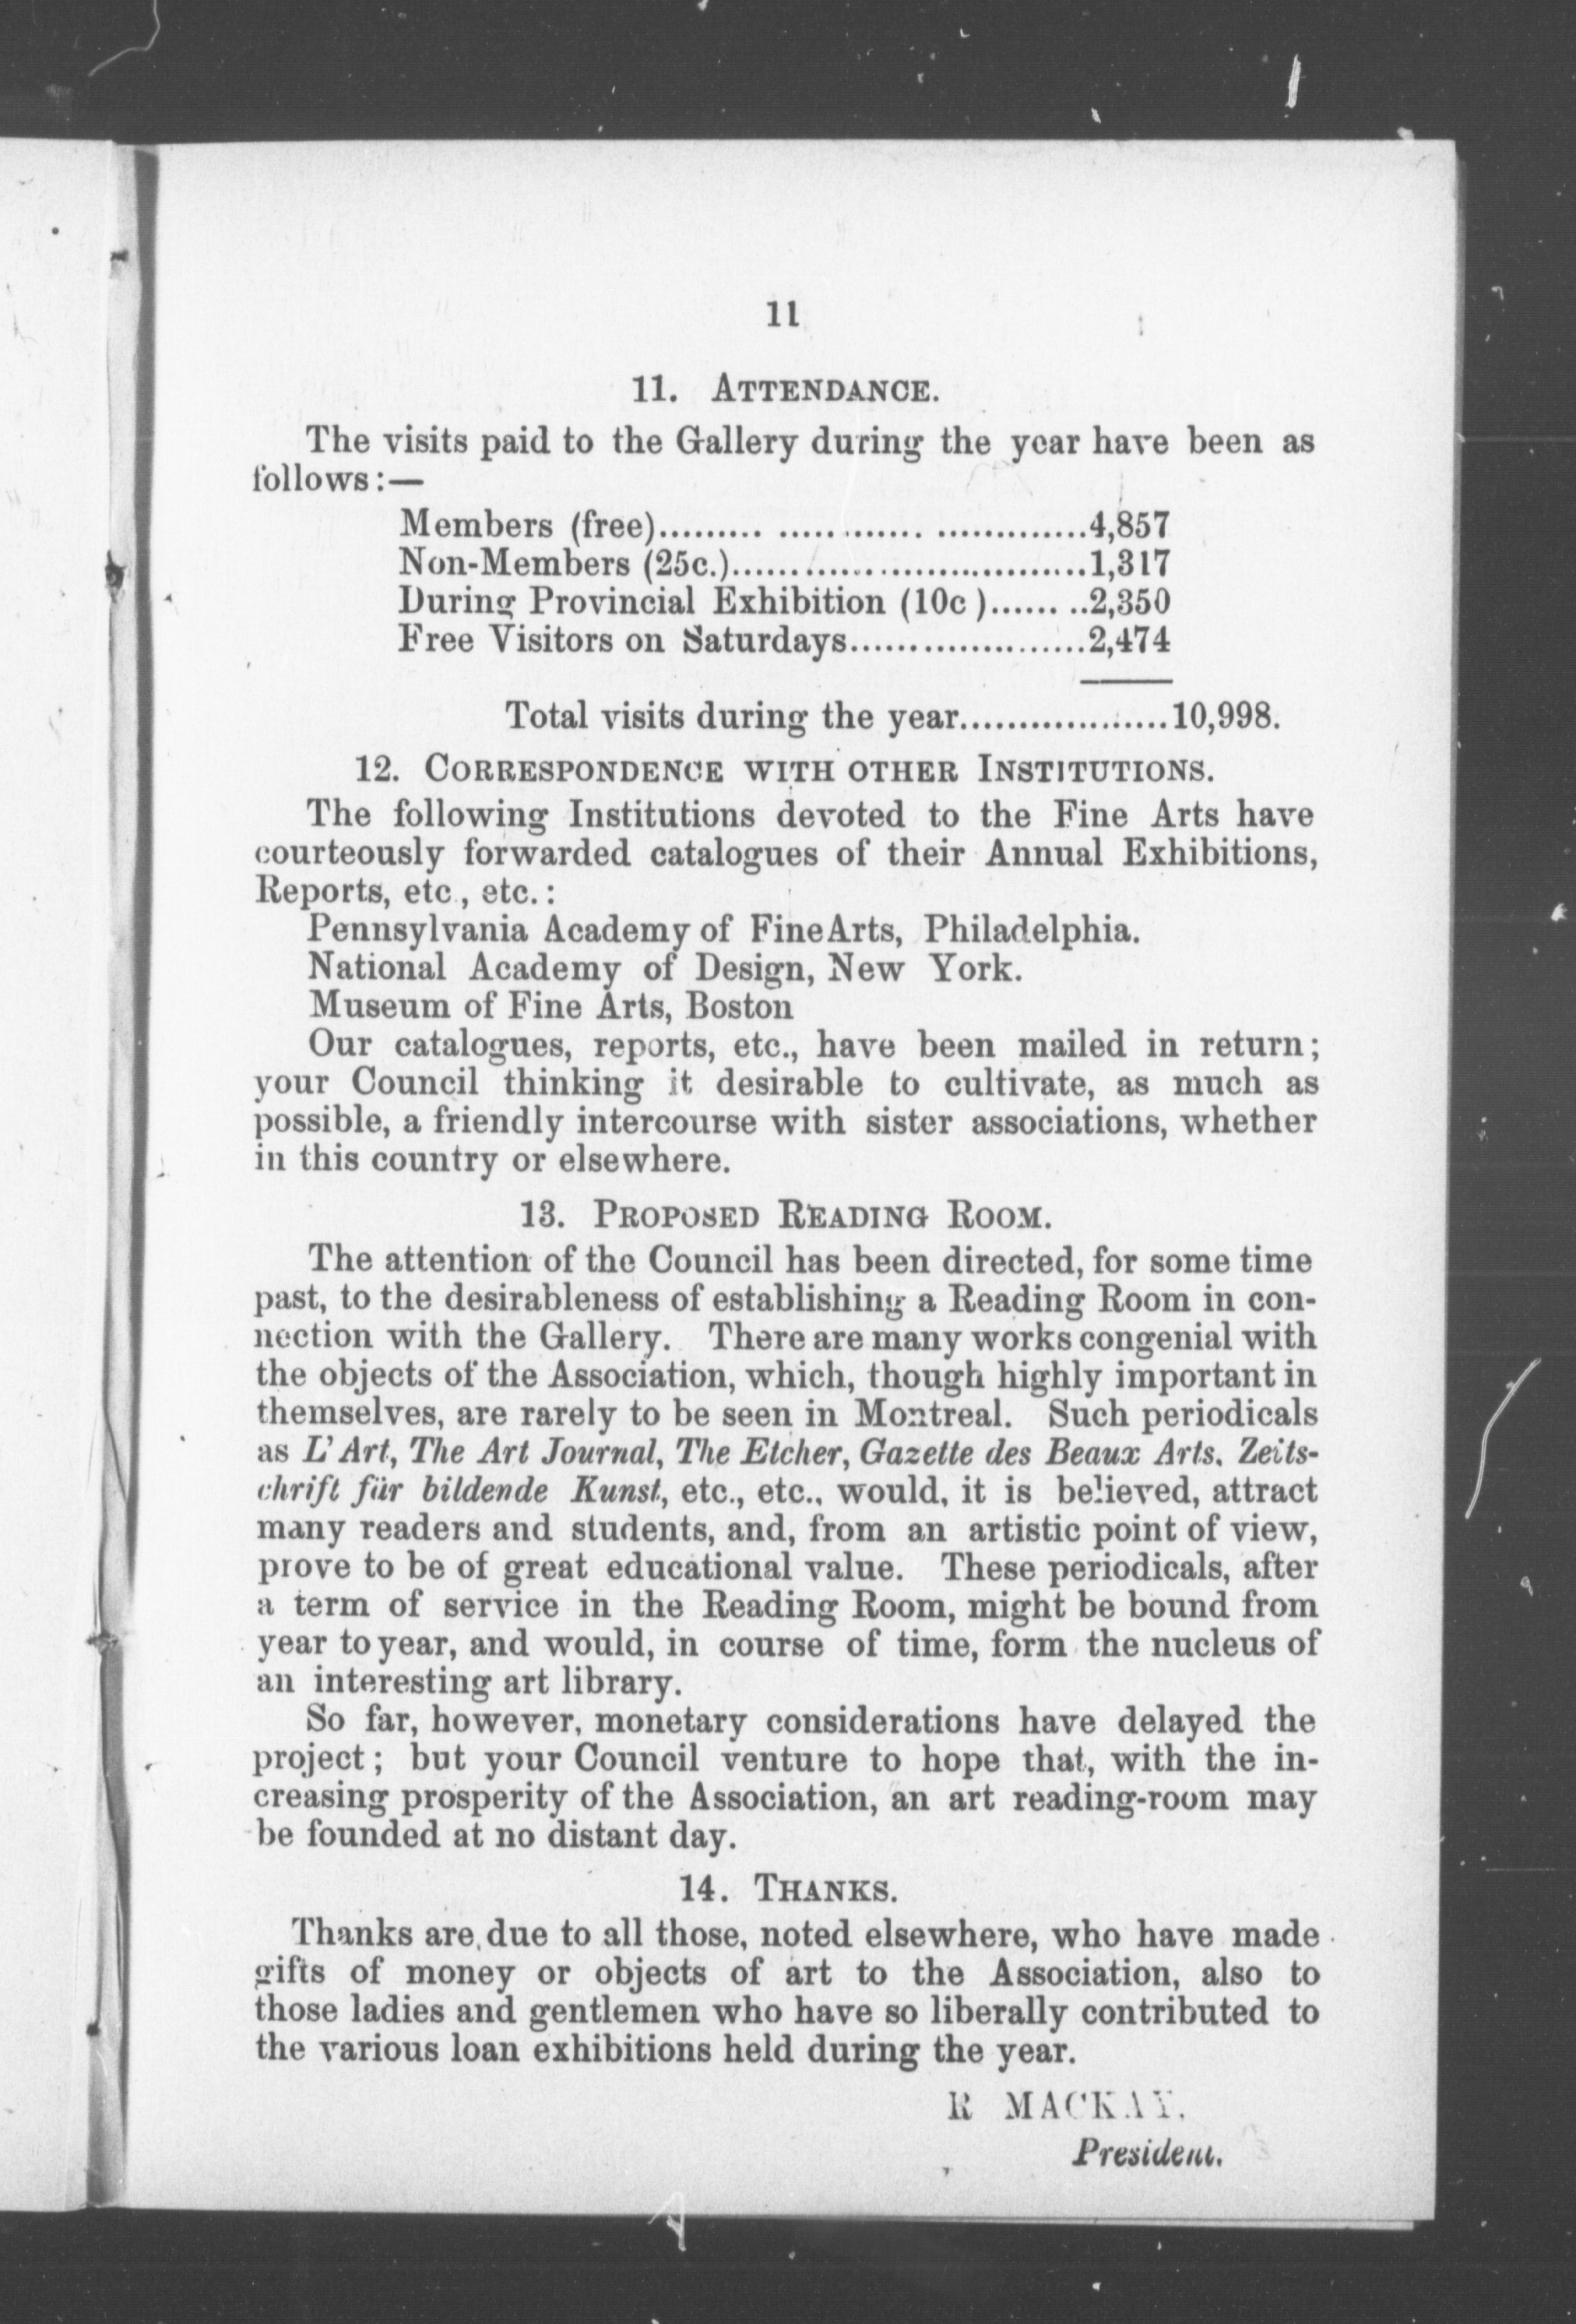 11
11. ATTENDANCE.
The visits paid to the Gallery during the year have been as
follows:—
Members (free).......... ............. .............4,857
Non-Members (25c.)..................................1,317
During Provincial Exhibition (10c )...... ..2,350
Free Visitors on Saturdays......................2,474
Total visits during the year...................10,998.
12. CORRESPONDENCE WITH OTHER INSTITUTIONS.
The following Institutions devoted to the Fine Arts have
courteously forwarded catalogues of their Annual Exhibitions,
Reports, etc., etc.:
Pennsylvania Academy of Fine Arts, Philadelphia.
National Academy of Design, New York.
Museum of Fine Arts, Boston
Our catalogues, reports, etc., have been mailed in return;
your Council thinking it desirable to cultivate, as much as
possible, a friendly intercourse with sister associations, whether
in this country or elsewhere.
13. PROPOSED READING ROOM.
The attention of the Council has been directed, for some time
past, to the desirableness of establishing a Reading Room in con-
nection with the Gallery. There are many works congenial with
the objects of the Association, which, though highly important in
themselves, are rarely to be seen in Montreal. Such periodicals
as L'Art, The Art Journal, The Etcher, Gazette des Beaux Arts, Zeits-
chrift für bildende Kunst, etc., etc., would, it is believed, attract
many readers and students, and, from an artistic point of view,
prove to be of great educational value. These periodicals, after
a term of service in the Reading Room, might be bound from
year to year, and would, in course of time, form the nucleus of
an interesting art library.
So far, however, monetary considerations have delayed the
project; but your Council venture to hope that, with the in-
creasing prosperity of the Association, an art reading-room may
be founded at no distant day.
14. THANKS.
Thanks are due to all those, noted elsewhere, who have made
gifts of money or objects of art to the Association, also to
those ladies and gentlemen who have so liberally contributed to
the various loan exhibitions held during the year.
R MACKAY.
President.